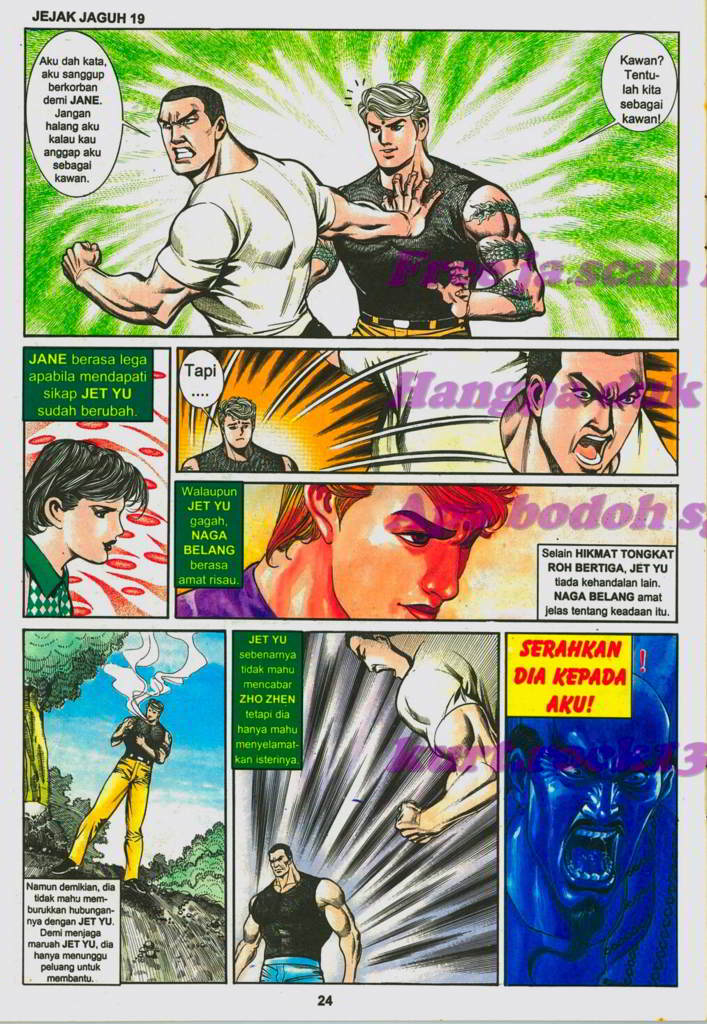 JEJAK JAGUH 19
Aku dah kata,
aku sanggup
berkorban
demi JANE.
Jangan
halang aku
kalau kau
anggap aku
sebagai
kawan.
Kawan?
Tentu-
lah kita
sebagai
kawan!
JANE berasa lega
apabila mendapati
sikap JET YU
sudah berubah.
Tapi
....
Walaupun
JET YU
gagah,
NAGA
BELANG
berasa
amat risau.
Selain HIKMAT TONGKAT
ROH BERTIGA, JET YU
tiada kehandalan lain.
NAGA BELANG amat
jelas tentang keadaan itu.
Namun demikian, dia
tidak mahu mem-
burukkan hubungan-
nya dengan JET YU.
Demi menjaga
maruah JET YU, dia
hanya menunggu
peluang untuk
membantu.
JET YU
sebenarnya
tidak mahu
mencabar
ZHO ZHEN
tetapi dia
hanya mahu
menyelamat-
kan isterinya.
SERAHKAN
DIA KEPADA
AKU!
!
24